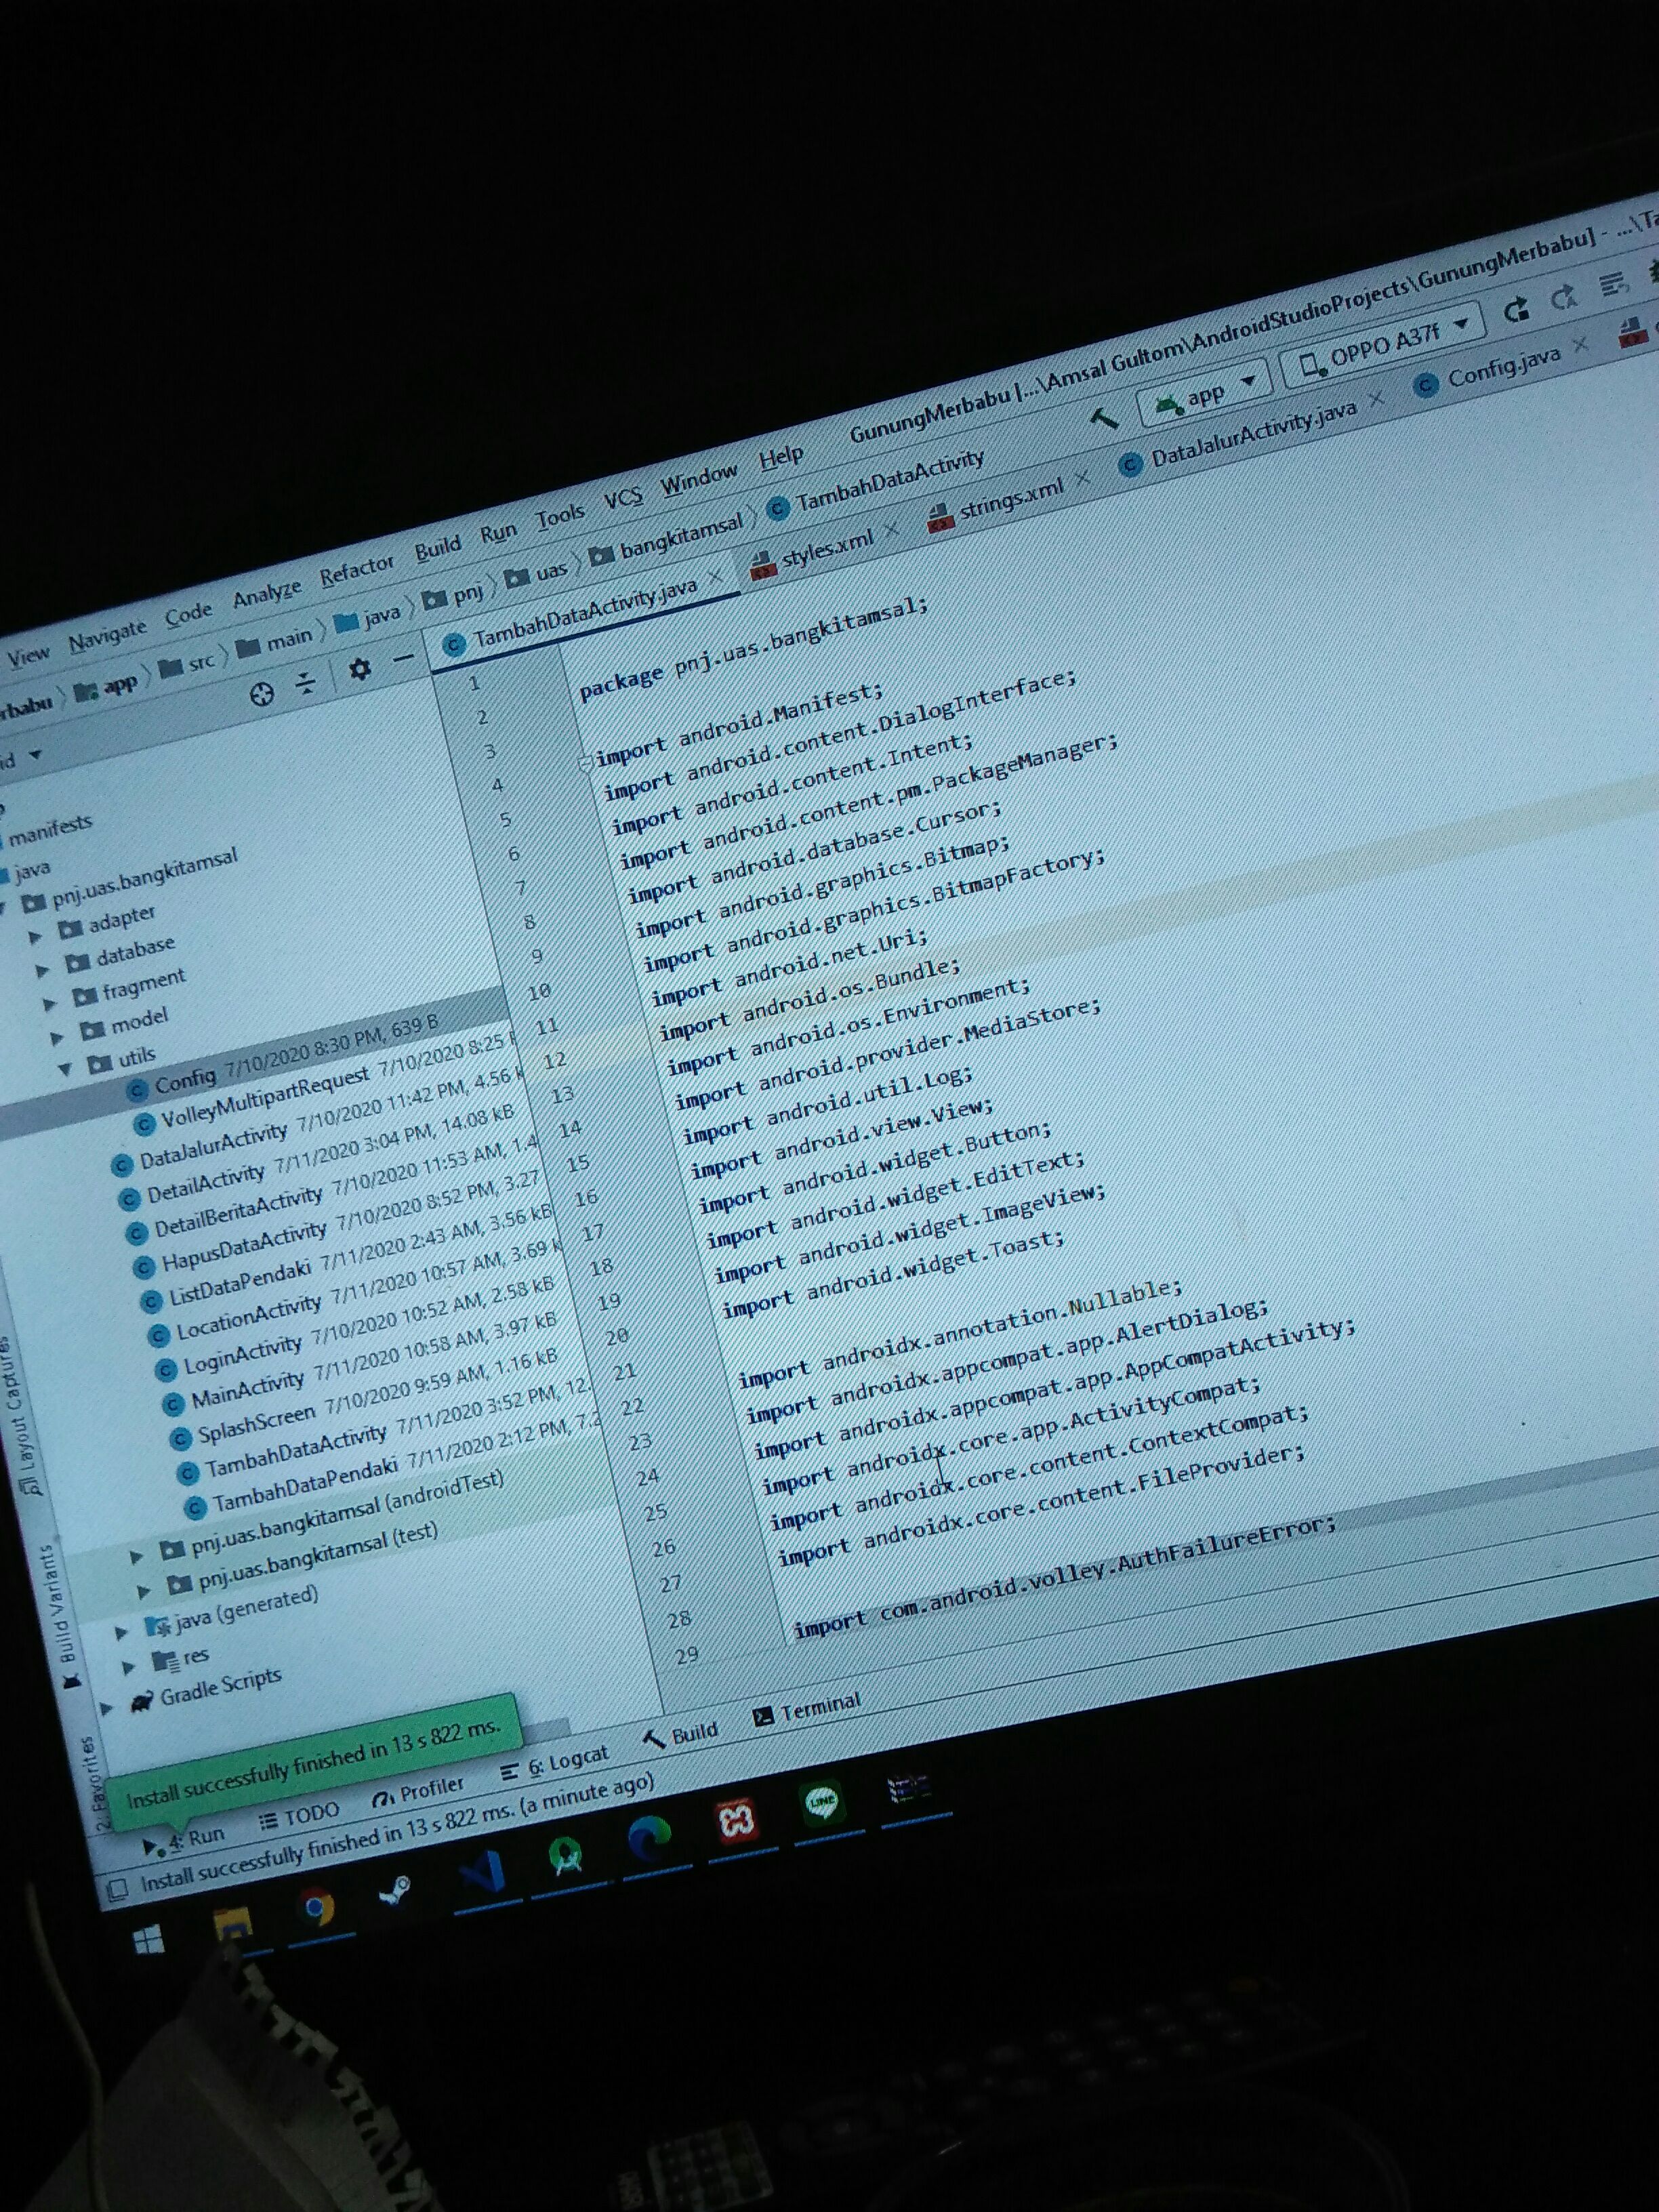 GunungMerbabu [...\Amsal Gultom\AndroidStudioProjects\GunungMerbabu] - ...\Ta
View Navigate Code Analyze Refactor Build Run Tools VCS Window Help
app OPPO A37f
rbabu app src main java pnj uas bangkitamsal TambahDataActivity
TambahDataActivity.java styles.xml strings.xml DataJalurActivity.java Config.java
id
manifests
java
pnj.uas.bangkitamsal
adapter
database
fragment
model
utils
Config 7/10/2020 8:30 PM, 639 B
VolleyMultipartRequest 7/10/2020 8:25
DataJalurActivity 7/10/2020 11:42 PM, 4.56 k
DetailActivity 7/11/2020 3:04 PM, 14.08 kB
DetailBeritaActivity 7/10/2020 11:53 AM, 1.4
HapusDataActivity 7/10/2020 8:52 PM, 3.27
ListDataPendaki 7/11/2020 2:43 AM, 3.56 kB
LocationActivity 7/11/2020 10:57 AM, 3.69 k
LoginActivity 7/10/2020 10:52 AM, 2.58 kB
MainActivity 7/11/2020 10:58 AM, 3.97 kB
SplashScreen 7/10/2020 9:59 AM, 1.16 kB
TambahDataActivity 7/11/2020 3:52 PM, 12.
TambahDataPendaki 7/11/2020 2:12 PM, 7.2
pnj.uas.bangkitamsal (androidTest)
pnj.uas.bangkitamsal (test)
java (generated)
res
Gradle Scripts
1 package pnj.uas.bangkitamsal;
2
3 import android.Manifest;
4 import android.content.DialogInterface;
5 import android.content.Intent;
6 import android.content.pm.PackageManager;
7 import android.database.Cursor;
8 import android.graphics.Bitmap;
9 import android.graphics.BitmapFactory;
10 import android.net.Uri;
11 import android.os.Bundle;
12 import android.os.Environment;
13 import android.provider.MediaStore;
14 import android.util.Log;
15 import android.view.View;
16 import android.widget.Button;
17 import android.widget.EditText;
18 import android.widget.ImageView;
19 import android.widget.Toast;
20
21 import androidx.annotation.Nullable;
22 import androidx.appcompat.app.AlertDialog;
23 import androidx.appcompat.app.AppCompatActivity;
24 import androidx.core.app.ActivityCompat;
25 import androidx.core.content.ContextCompat;
26 import androidx.core.content.FileProvider;
27
28 import com.android.volley.AuthFailureError;
29
Layout Captures
Build Variants
2: Favorites
Install successfully finished in 13 s 822 ms.
4: Run TODO Profiler 6: Logcat Build Terminal
Install successfully finished in 13 s 822 ms. (a minute ago)
LINE